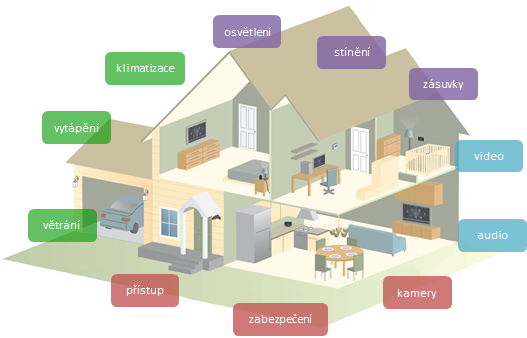 osvětlení
stínění
klimatizace
zásuvky
vytápění
video
větrání
audio
přístup
kamery
zabezpečení